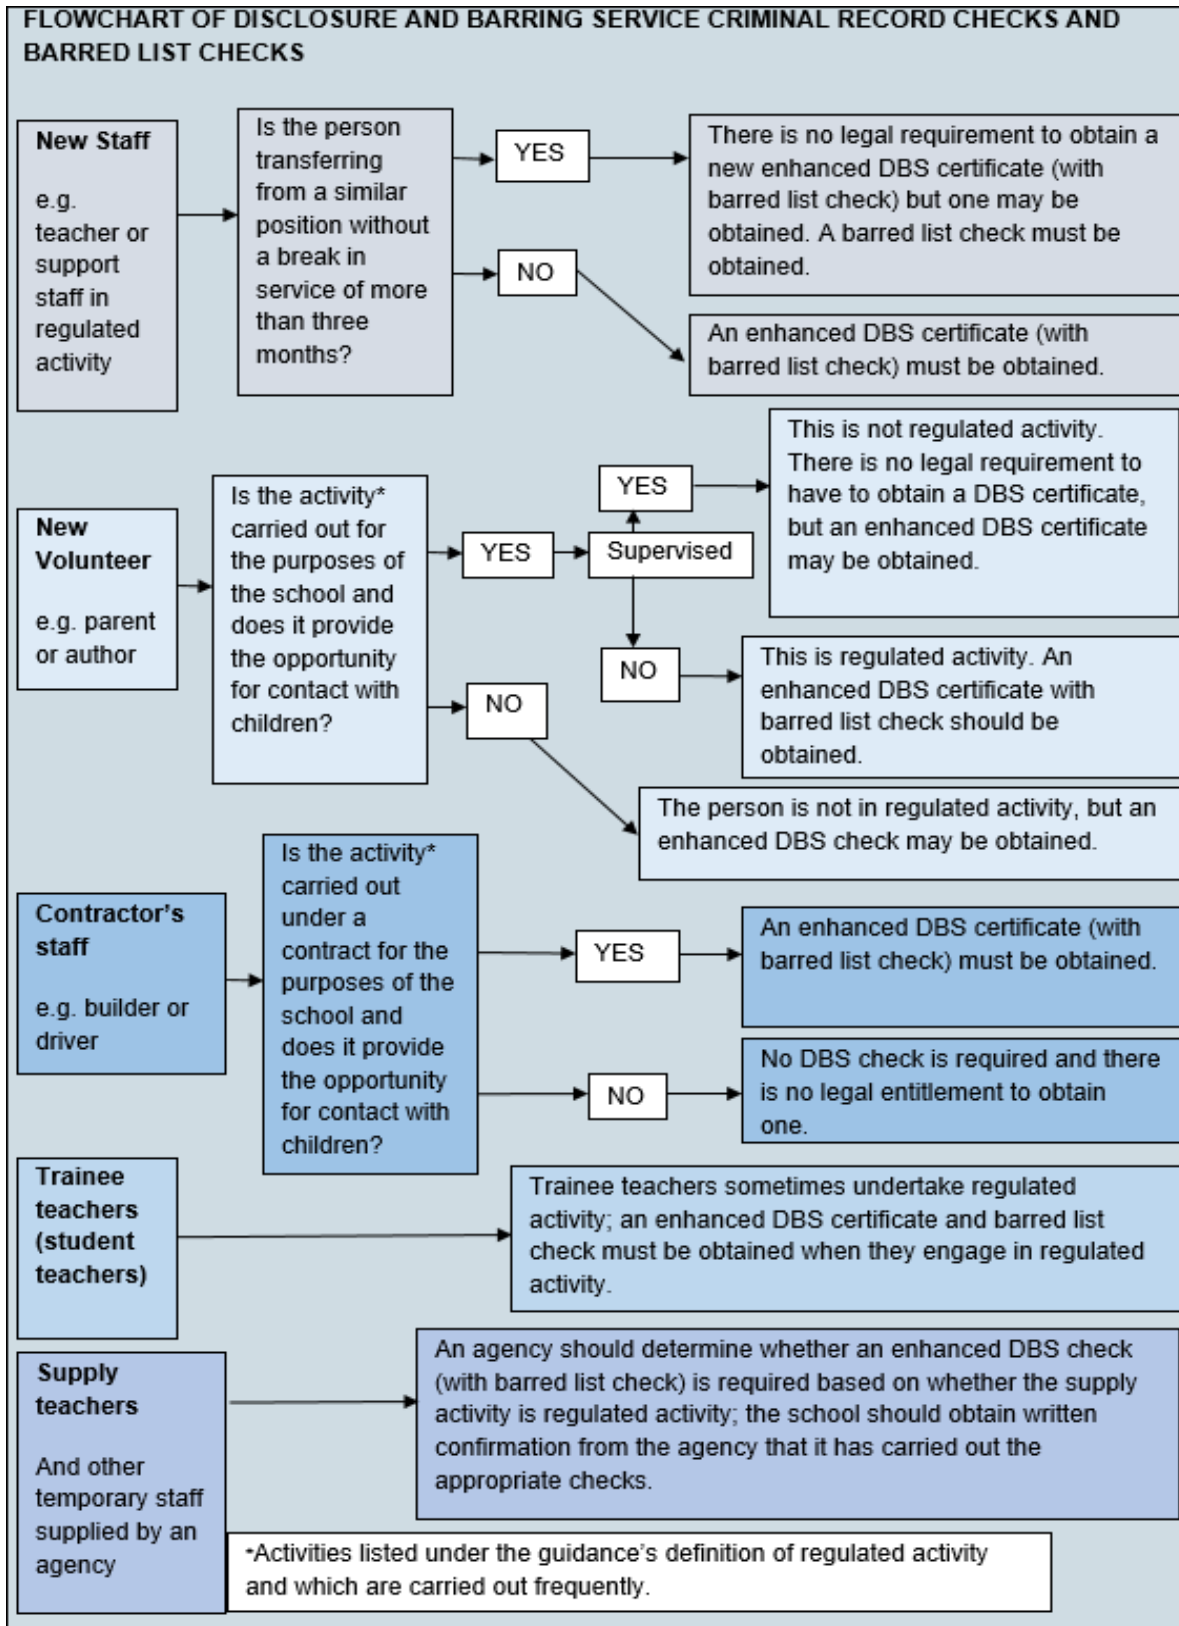 FLOWCHART OF DISCLOSURE AND BARRING SERVICE CRIMINAL RECORD CHECKS AND
BARRED LIST CHECKS
New Staff
e.g.
teacher or
support
staff in
regulated
activity
Is the person
transferring
from a similar
position without
a break in
service of more
than three
months?
YES
There is no legal requirement to obtain a
new enhanced DBS certificate (with
barred list check) but one may be
obtained. A barred list check must be
obtained.
NO
An enhanced DBS certificate (with
barred list check) must be obtained.
New
Volunteer
e.g. parent
or author
Is the activity*
carried out for
the purposes of
the school and
does it provide
the opportunity
for contact with
children?
YES
Supervised
YES
This is not regulated activity.
There is no legal requirement to
have to obtain a DBS certificate,
but an enhanced DBS certificate
may be obtained.
NO
This is regulated activity. An
enhanced DBS certificate with
barred list check should be
obtained.
NO
The person is not in regulated activity, but an
enhanced DBS check may be obtained.
Contractor's
staff
e.g. builder or
driver
Is the activity*
carried out
under a
contract for the
purposes of the
school and
does it provide
the opportunity
for contact with
children?
YES
An enhanced DBS certificate (with
barred list check) must be obtained.
NO
No DBS check is required and there
is no legal entitlement to obtain
one.
Trainee
teachers
(student
teachers)
Trainee teachers sometimes undertake regulated
activity; an enhanced DBS certificate and barred list
check must be obtained when they engage in regulated
activity.
Supply
teachers
And other
temporary staff
supplied by an
agency
An agency should determine whether an enhanced DBS check
(with barred list check) is required based on whether the supply
activity is regulated activity; the school should obtain written
confirmation from the agency that it has carried out the
appropriate checks.
*Activities listed under the guidance's definition of regulated activity
and which are carried out frequently.